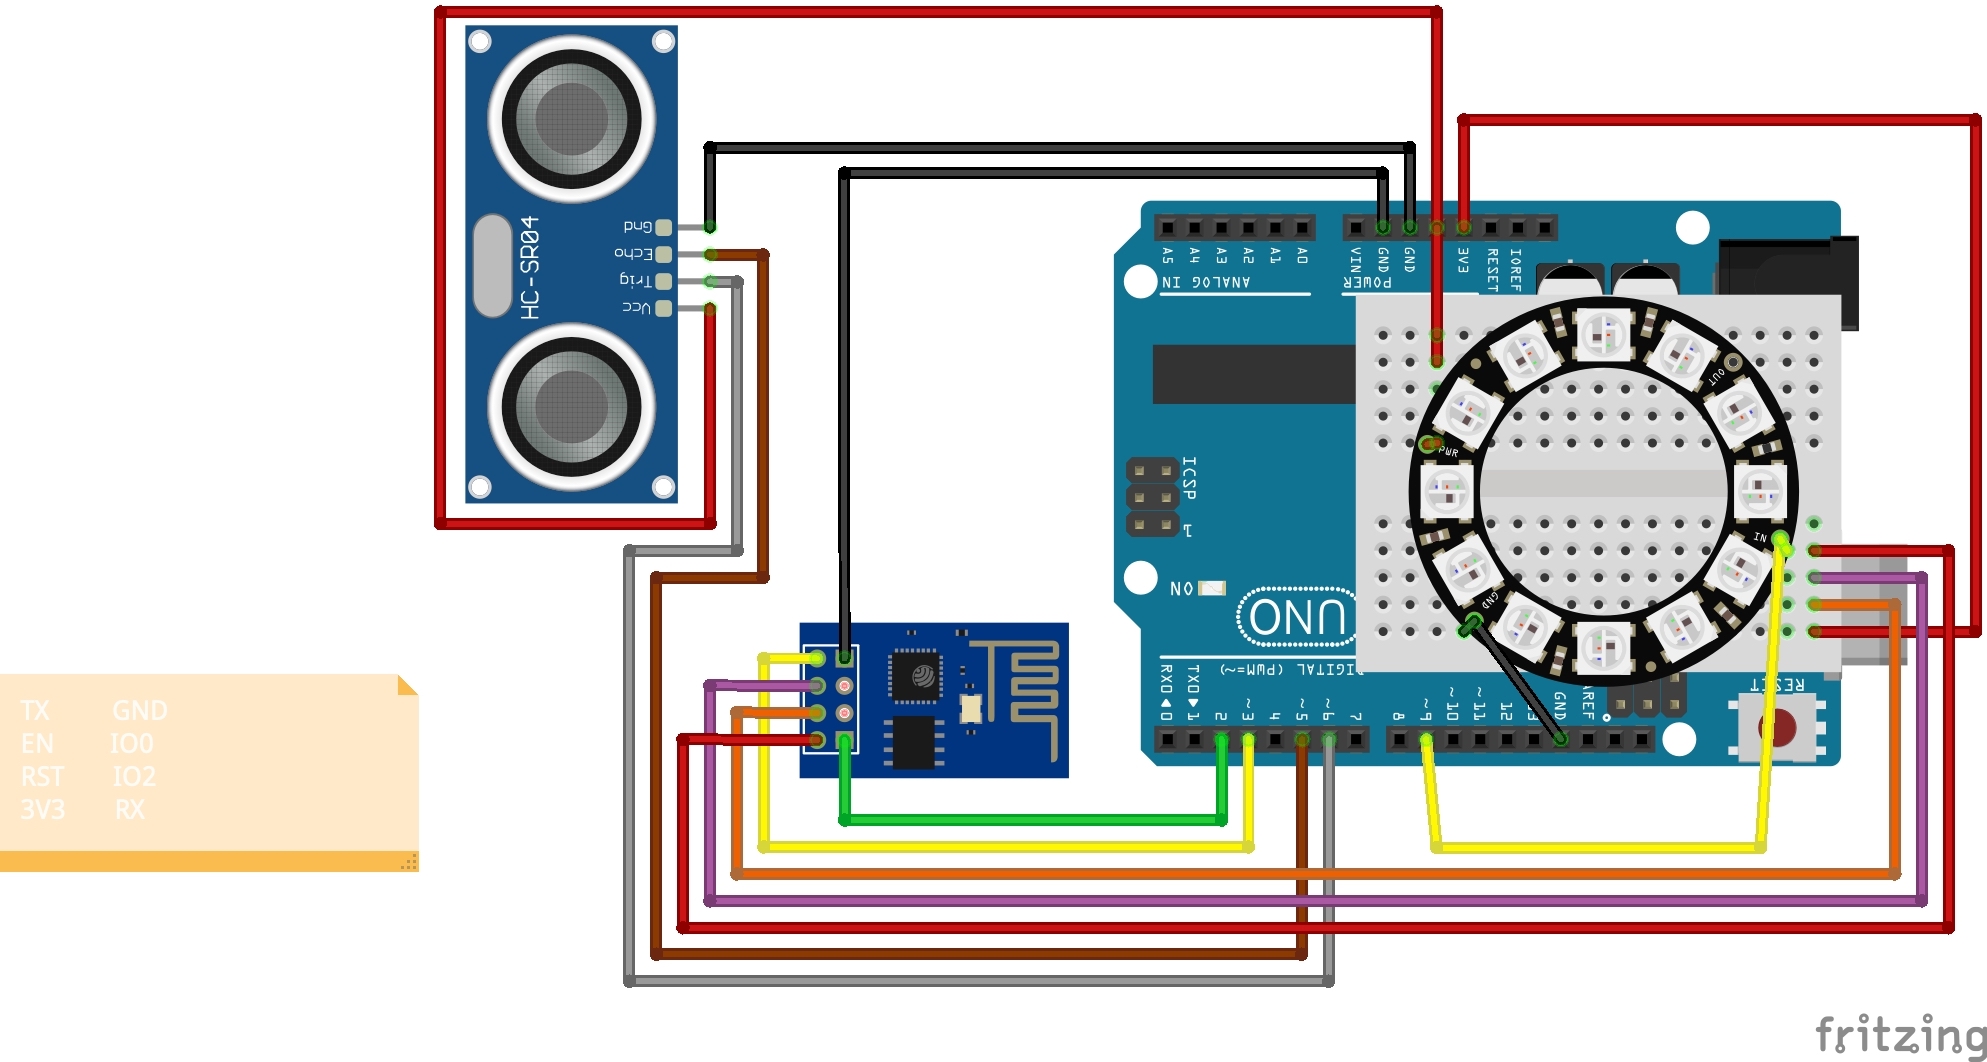 Gnd
Echo
Trig
Vcc
HC-SR04
A5 A4 A3 A2 A1 A0
ANALOG IN
VIN GND GND 3V3 RESET IOREF
POWER
OUT
PWR
IN
GND
ICSP
1
ON
UNO
DIGITAL (PWM=~)
RX0 0
TX0 1
2 ~3 4 ~5 ~6 7
8 ~9 ~10 ~11 12 13 GND AREF
RESET
TX GND
EN IO0
RST IO2
3V3 RX
fritzing